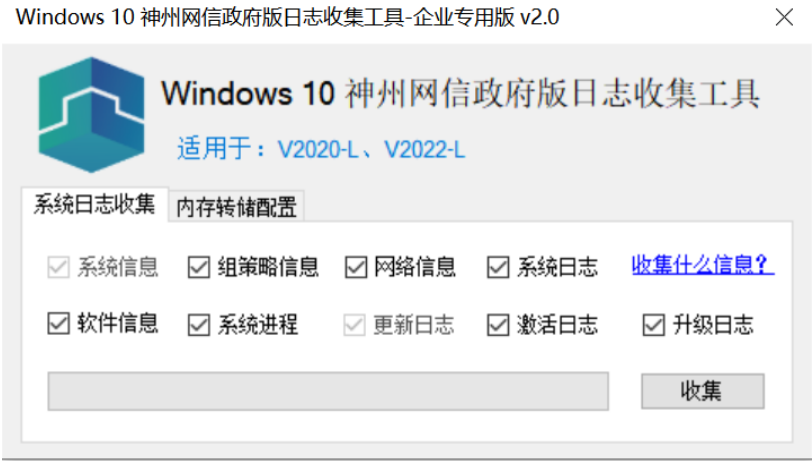 Windows 10 神州网信政府版日志收集工具-企业专用版 v2.0
Windows 10 神州网信政府版日志收集工具
适用于：V2020-L、V2022-L
系统日志收集 内存转储配置
系统信息 组策略信息 网络信息 系统日志 收集什么信息？
软件信息 系统进程 更新日志 激活日志 升级日志
收集